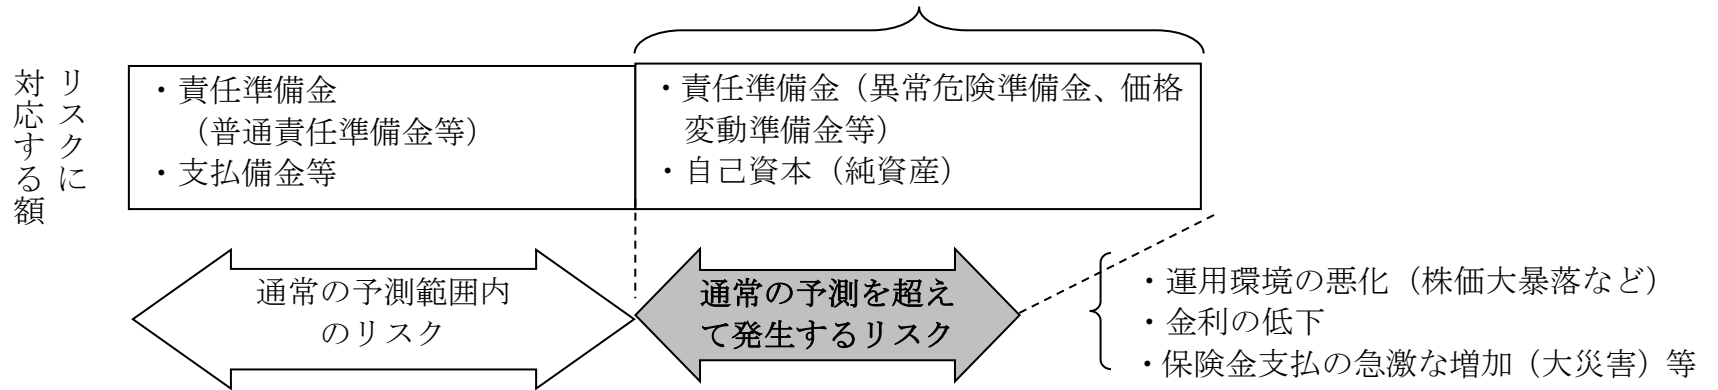 リスクに
対応する額
・責任準備金
（普通責任準備金等）
・支払備金等
・責任準備金（異常危険準備金、価格
変動準備金等）
・自己資本（純資産）
通常の予測範囲内
のリスク
通常の予測を超え
て発生するリスク
・運用環境の悪化（株価大暴落など）
・金利の低下
・保険金支払の急激な増加（大災害）等